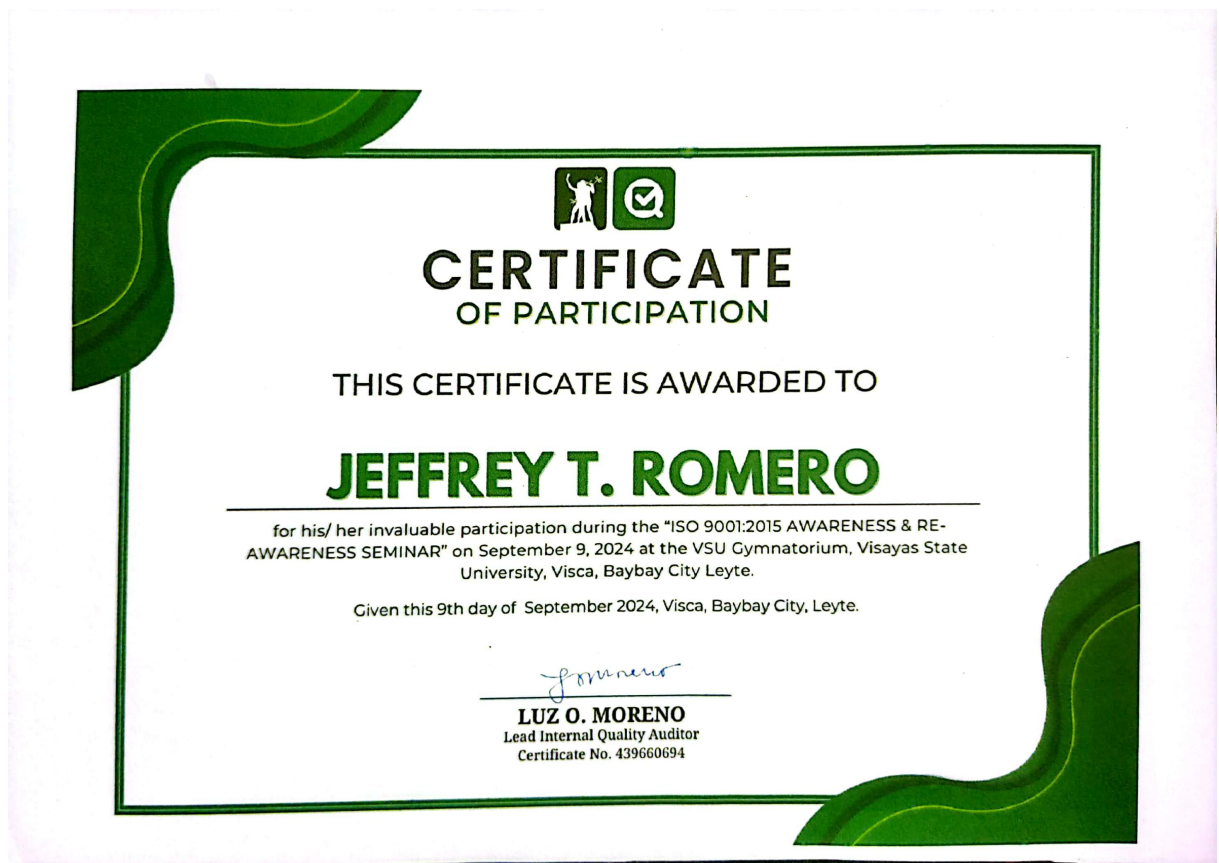 CERTIFICATE
OF PARTICIPATION
THIS CERTIFICATE IS AWARDED TO
JEFFREY T. ROMERO
for his/ her invaluable participation during the "ISO 9001:2015 AWARENESS & RE-
AWARENESS SEMINAR" on September 9, 2024 at the VSU Gymnatorium, Visayas State
University, Visca, Baybay City Leyte.
Given this 9th day of September 2024, Visca, Baybay City, Leyte.
LUZ O. MORENO
Lead Internal Quality Auditor
Certificate No. 439660694